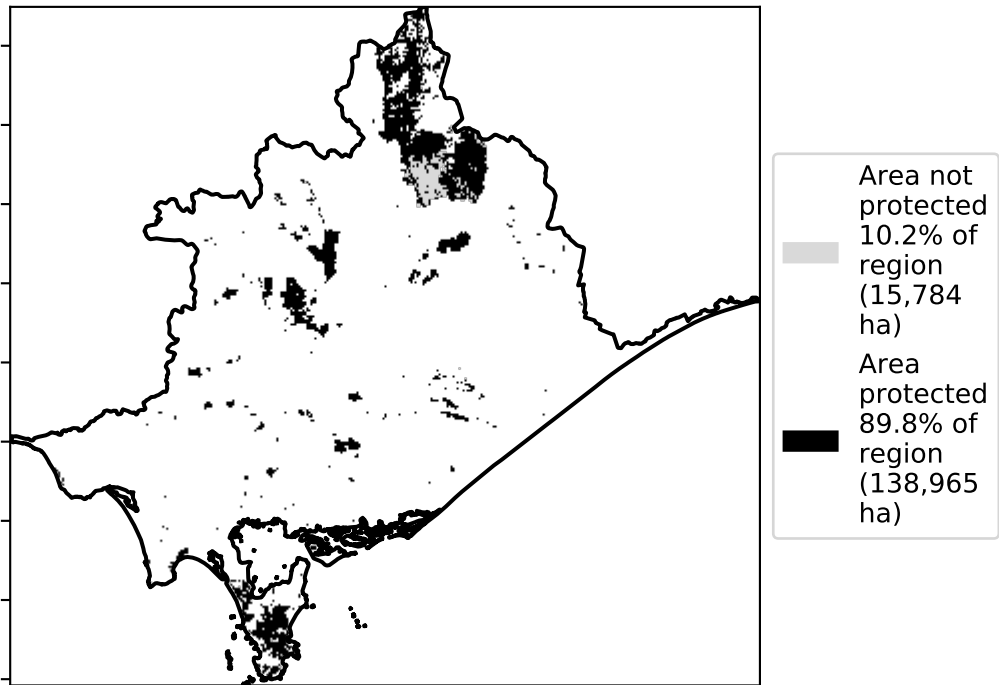 Area not
protected
10.2% of
region
(15,784
ha)
Area
protected
89.8% of
region
(138,965
ha)